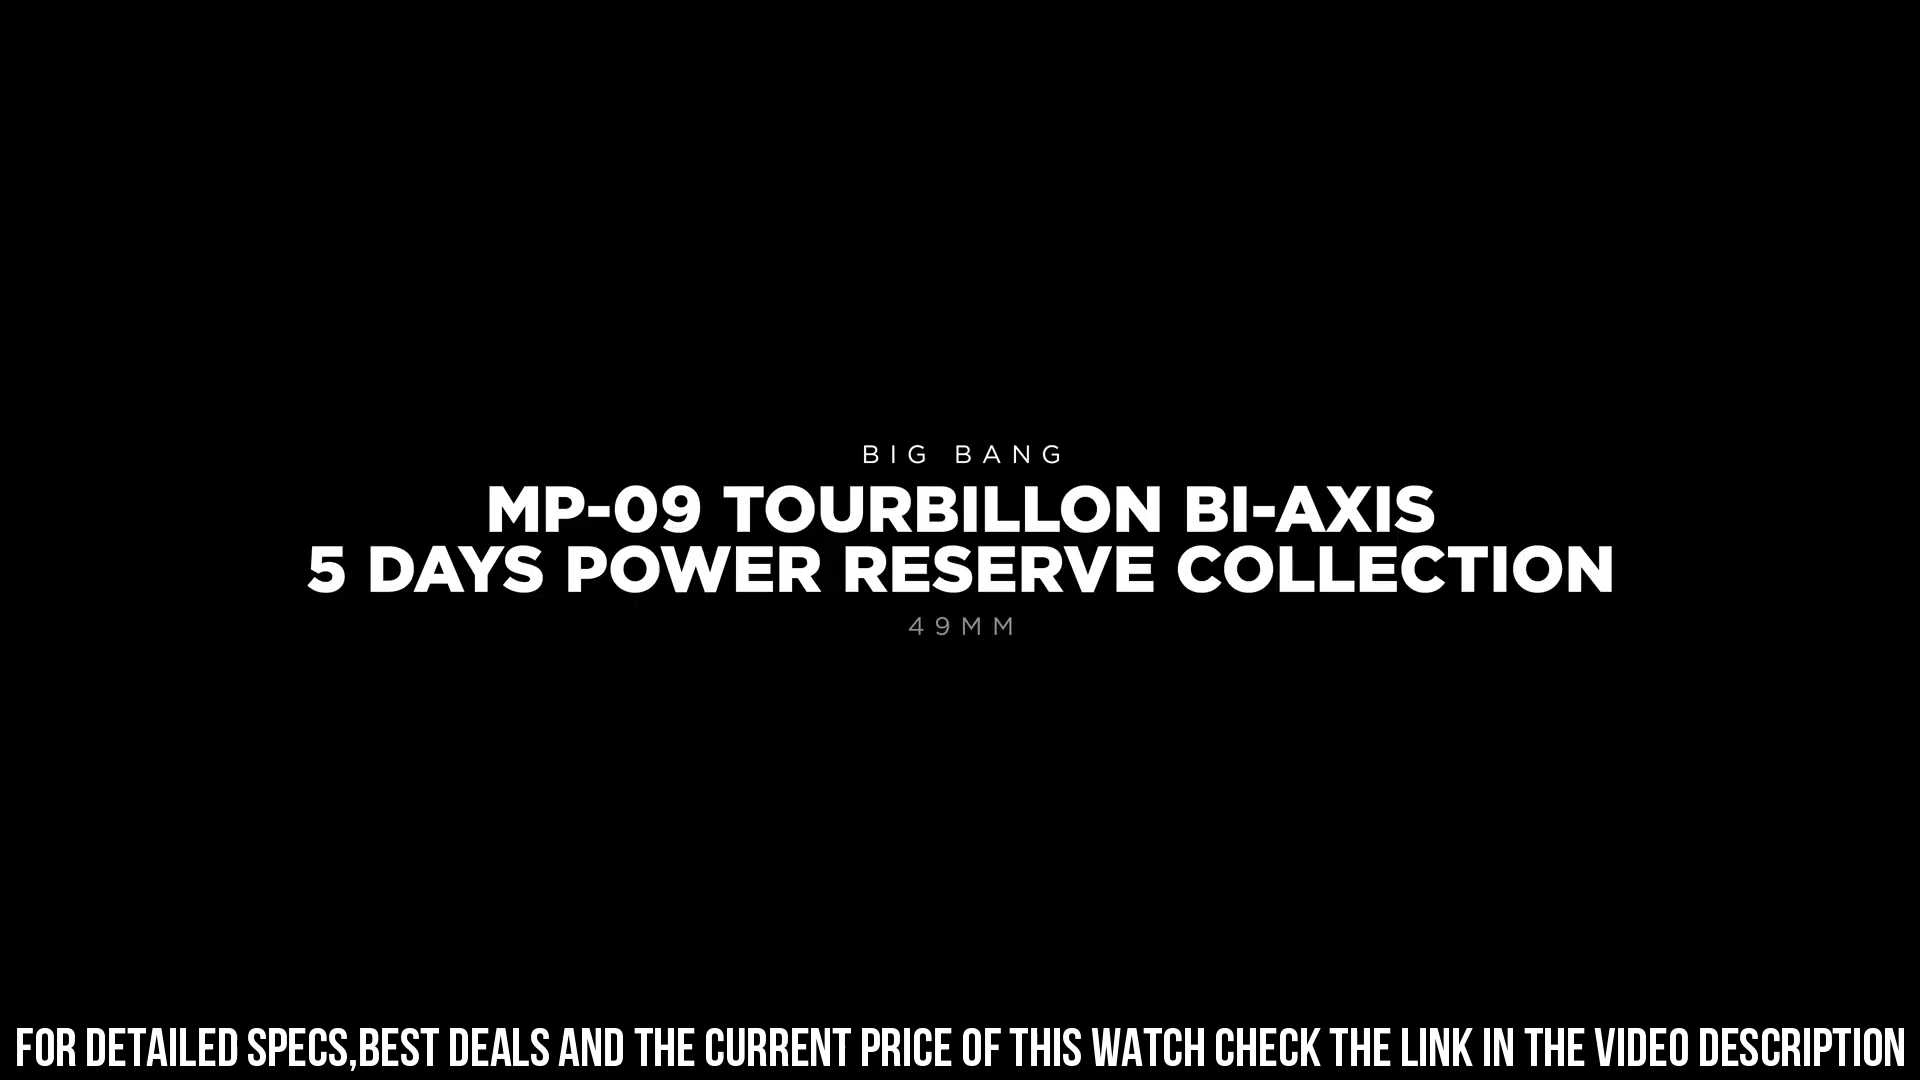 BIG BANG
MP-09 TOURBILLON BI-AXIS
5 DAYS POWER RESERVE COLLECTION
49MM
FOR DETAILED SPECS,BEST DEALS AND THE CURRENT PRICE OF THIS WATCH CHECK THE LINK IN THE VIDEO DESCRIPTION